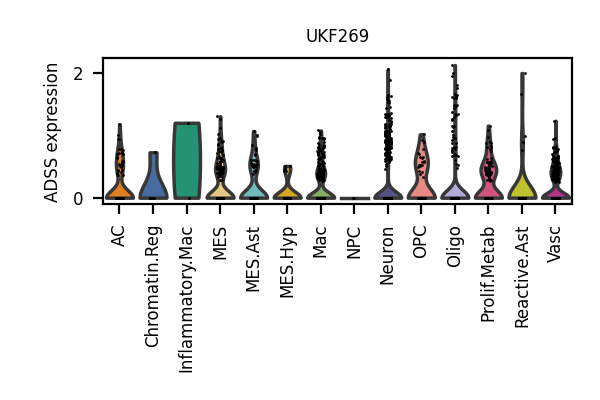 UKF269
ADSS expression
2
0
AC
Chromatin.Reg
Inflammatory.Mac
MES
MES.Ast
MES.Hyp
Mac
NPC
Neuron
OPC
Oligo
Prolif.Metab
Reactive.Ast
Vasc